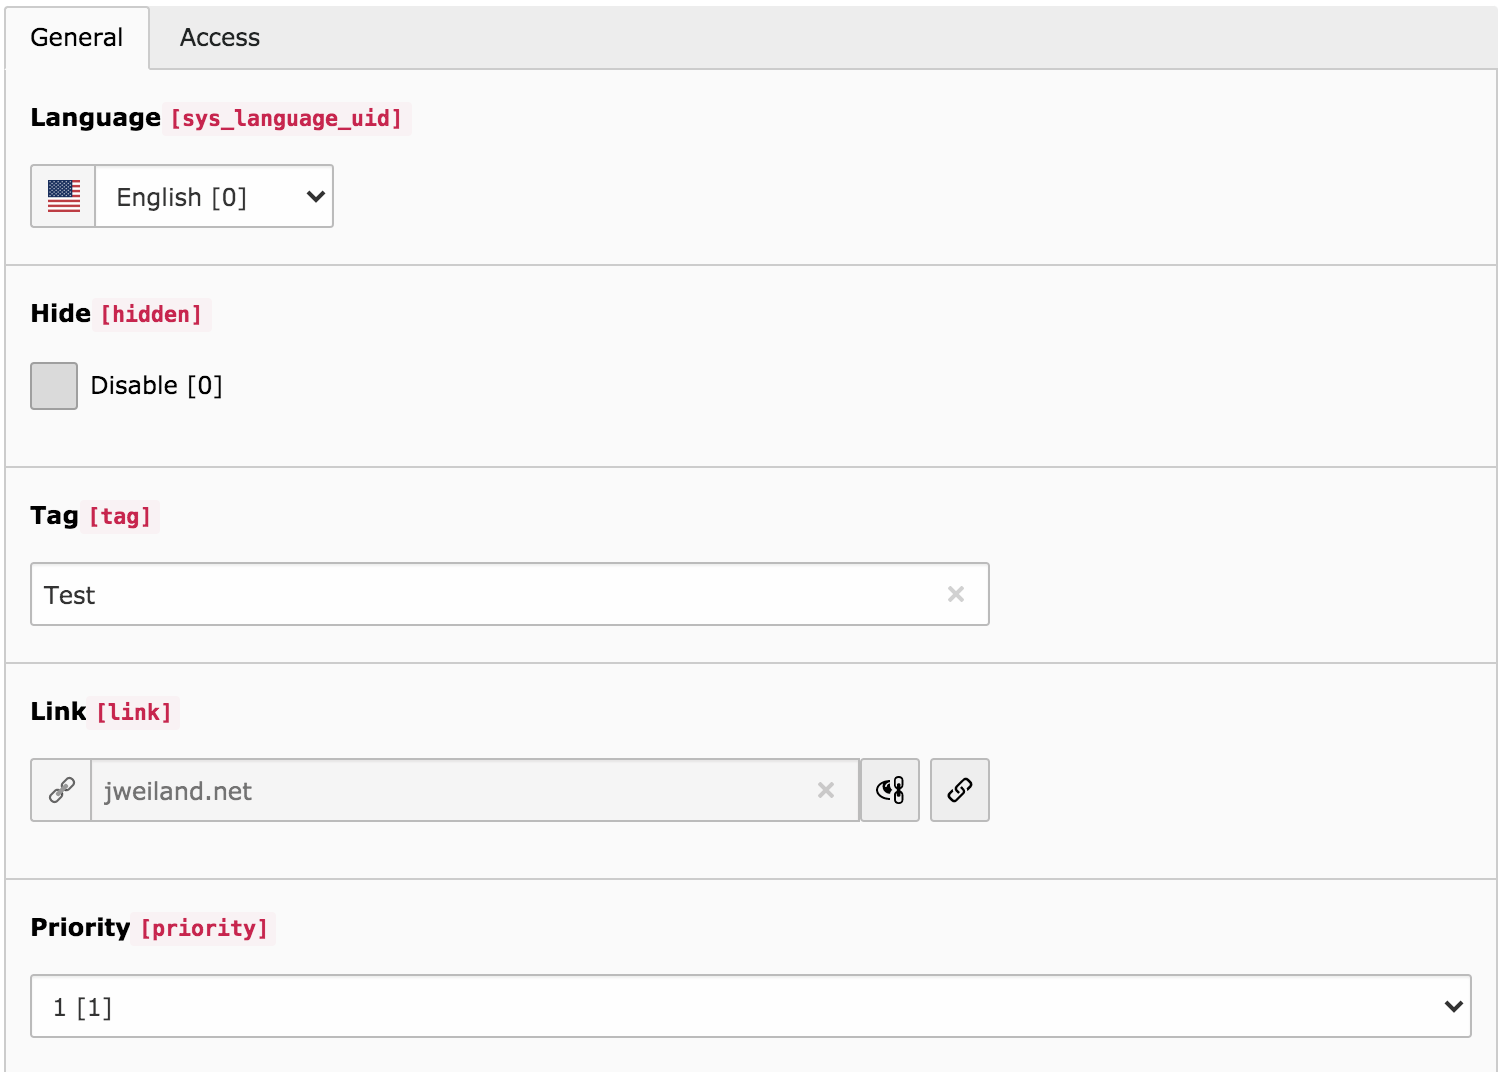 General Access
Language [sys_language_uid]
English [0]
Hide [hidden]
Disable [0]
Tag [tag]
Test
Link [link]
jweiland.net
Priority [priority]
1 [1]